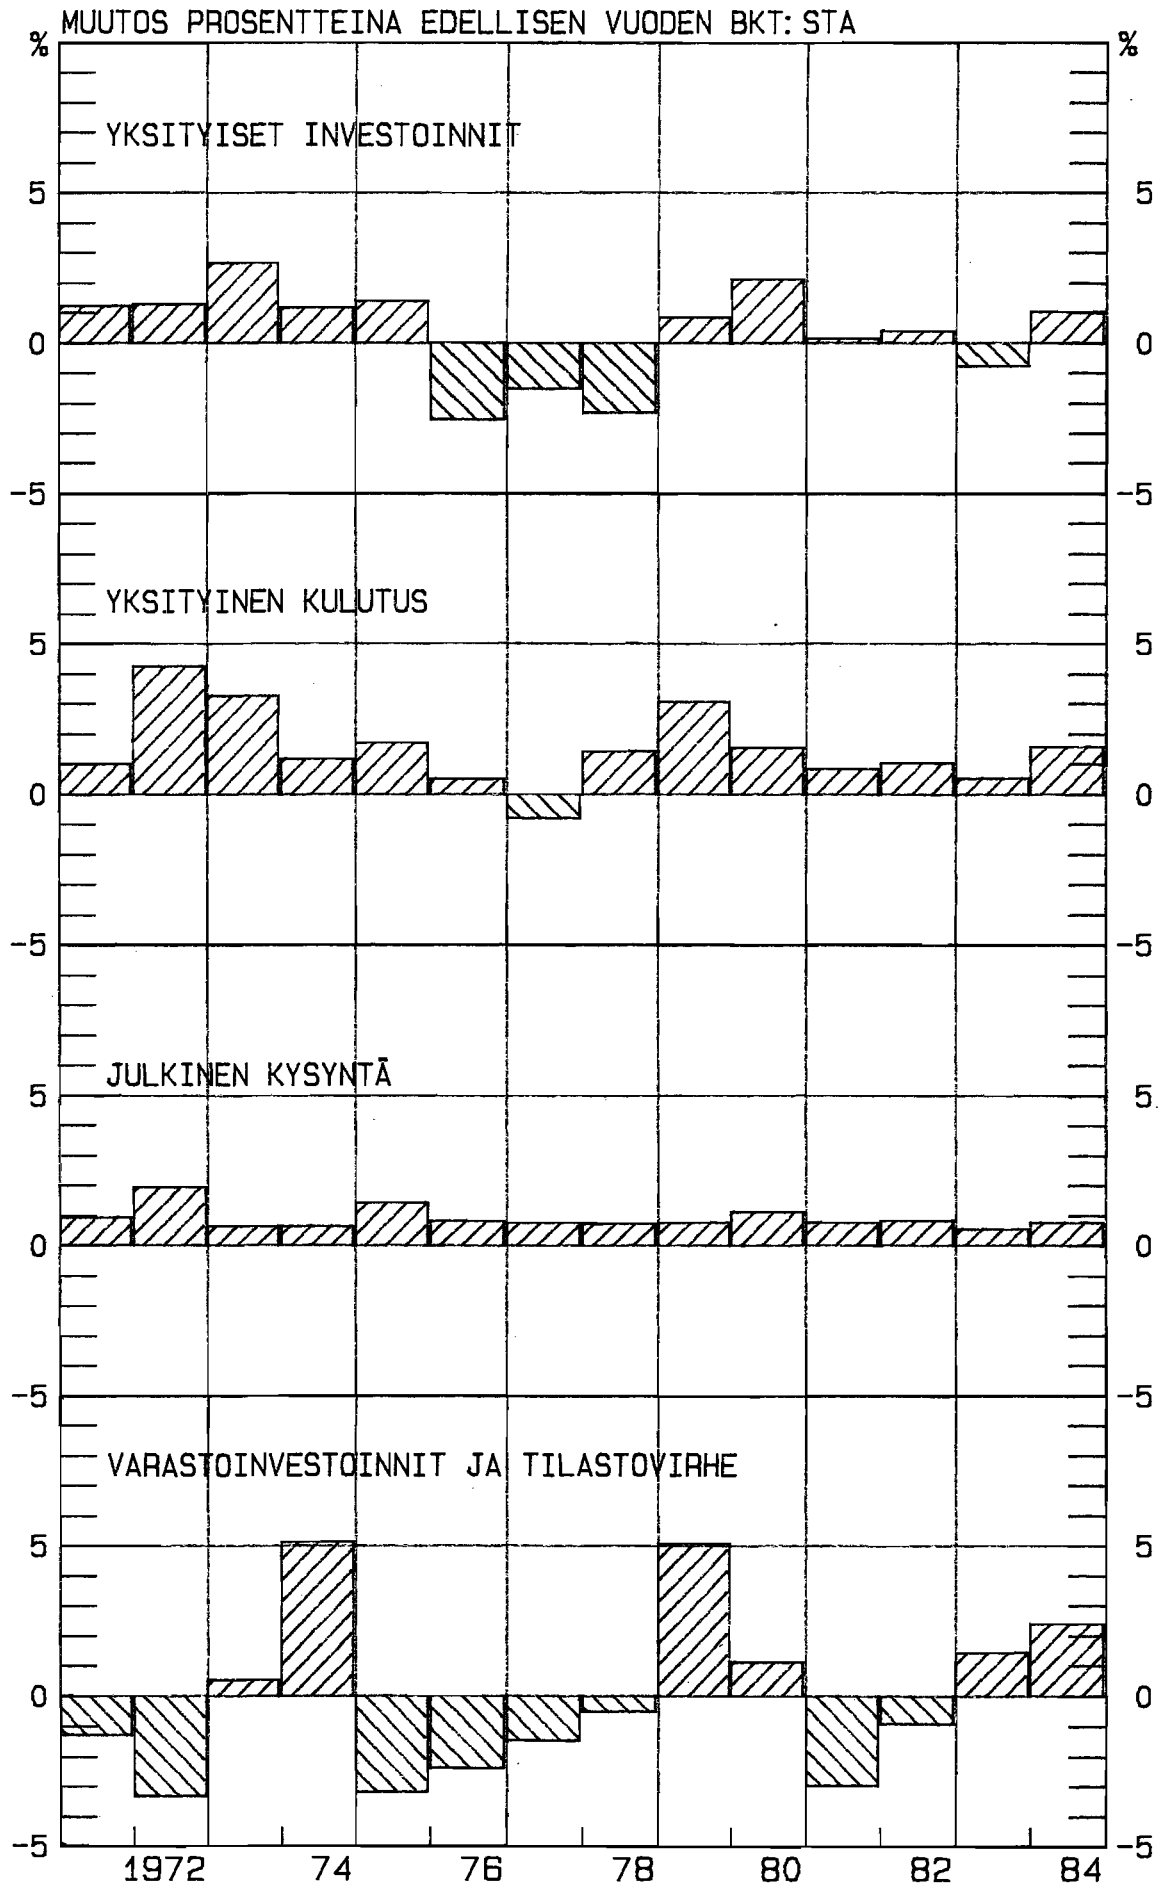 MUUTOS PROSENTTEINA EDELLISEN VUODEN BKT:STA
% %
YKSITYISET INVESTOINNIT
5 5
0 0
-5 -5
YKSITYINEN KULUTUS
5 5
0 0
-5 -5
JULKINEN KYSYNTÄ
5 5
0 0
-5 -5
VARASTOINVESTOINNIT JA TILASTOVIRHE
5 5
0 0
-5 -5
1972 74 76 78 80 82 84